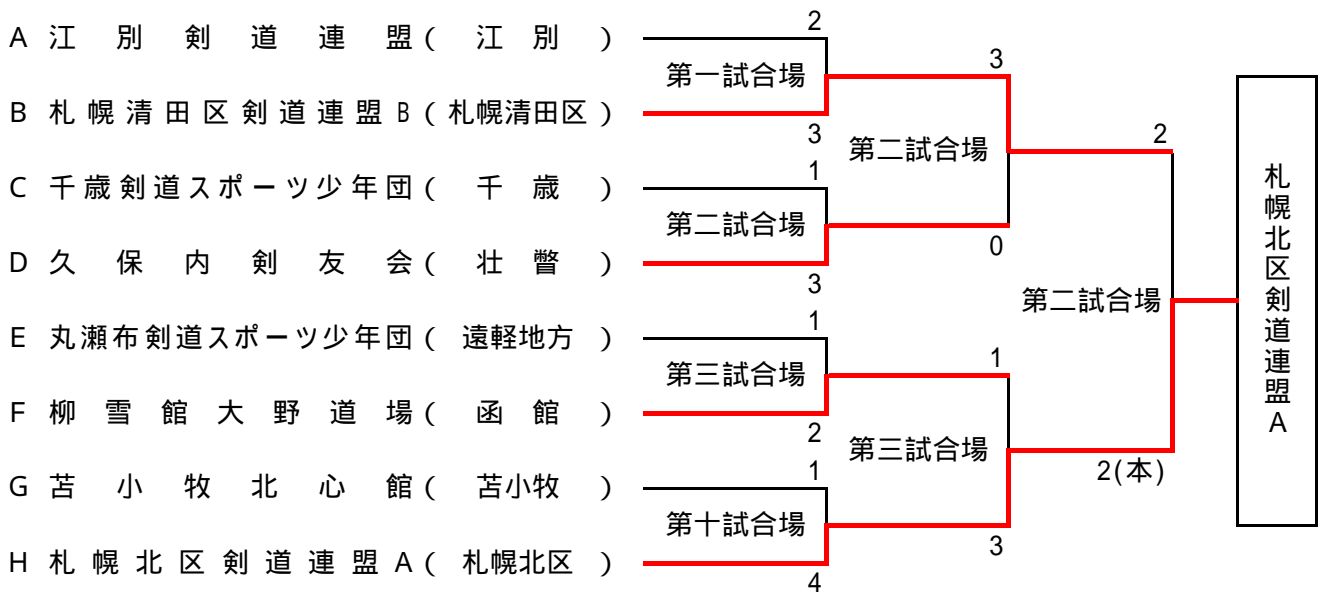 A 江別剣道連盟 ( 江別 )
2
第一試合場
3
B 札幌清田区剣道連盟B ( 札幌清田区 )
3
第二試合場
2
C 千歳剣道スポーツ少年団 ( 千歳 )
1
第二試合場
0
D 久保内剣友会 ( 壮瞥 )
3
第二試合場
E 丸瀬布剣道スポーツ少年団 ( 遠軽地方 )
1
第三試合場
1
F 柳雪館大野道場 ( 函館 )
2
第三試合場
2(本)
G 苫小牧北心館 ( 苫小牧 )
1
第十試合場
3
H 札幌北区剣道連盟A ( 札幌北区 )
4
札幌北区剣道連盟A